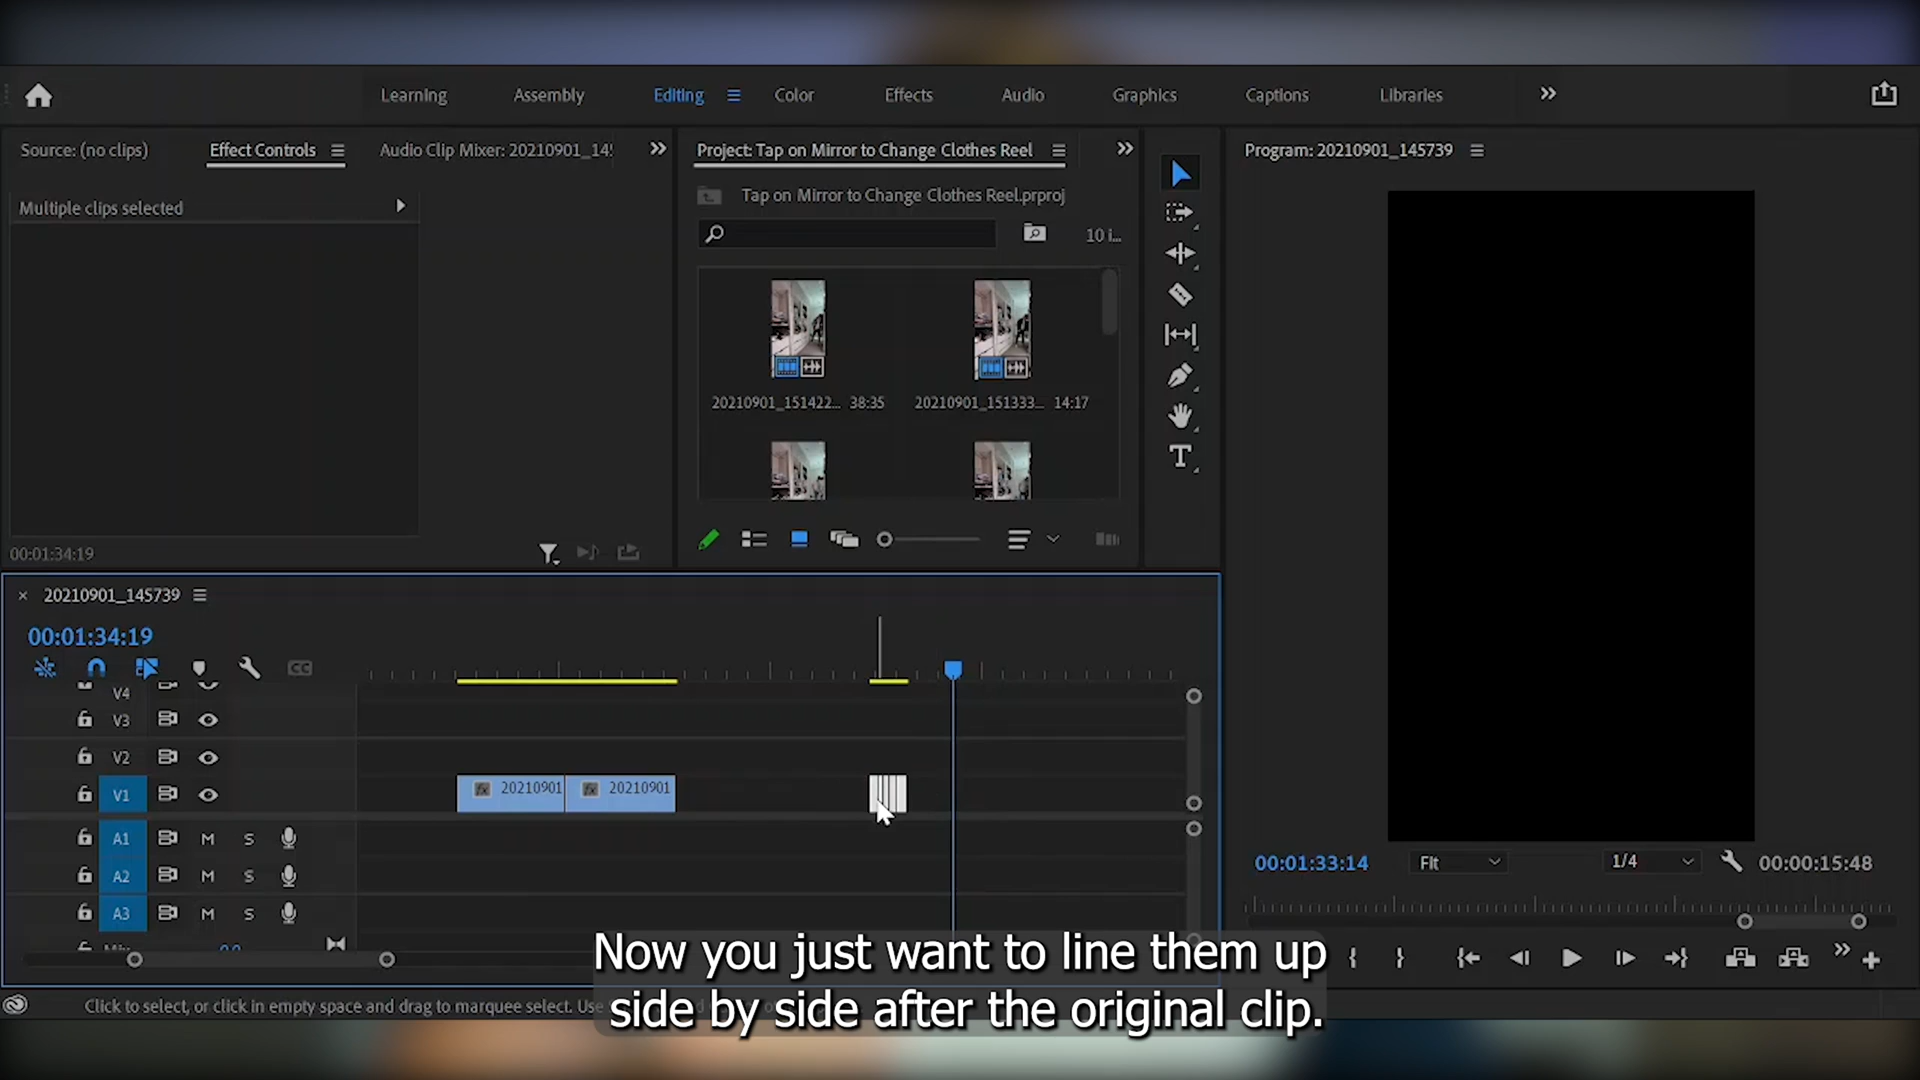 Learning
Assembly
Editing
Color
Effects
Audio
Graphics
Captions
Libraries
Source: (no clips)
Effect Controls
Audio Clip Mixer: 20210901_14
Project: Tap on Mirror to Change Clothes Reel
Program: 20210901_145739
Multiple clips selected
Tap on Mirror to Change Clothes Reel.prproj
10 i...
20210901_151422... 38:35
20210901_151333... 14:17
T
00:01:34:19
20210901_145739
00:01:34:19
CC
V4
V3
V2
V1
fx 20210901
fx 20210901
A1 M S
A2 M S
A3 M S
00:01:33:14
Fit
1/4
00:00:15:48
Click to select, or click in empty space and drag to marquee select. Use
Now you just want to line them up
side by side after the original clip.